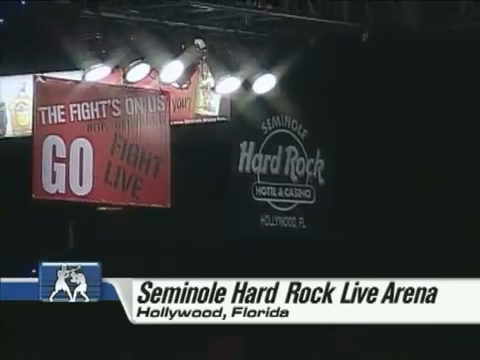 THE FIGHT'S ON US
you?
GO
FIGHT
LIVE
SEMINOLE
Hard Rock
HOTEL & CASINO
HOLLYWOOD, FL
Seminole Hard Rock Live Arena
Hollywood, Florida